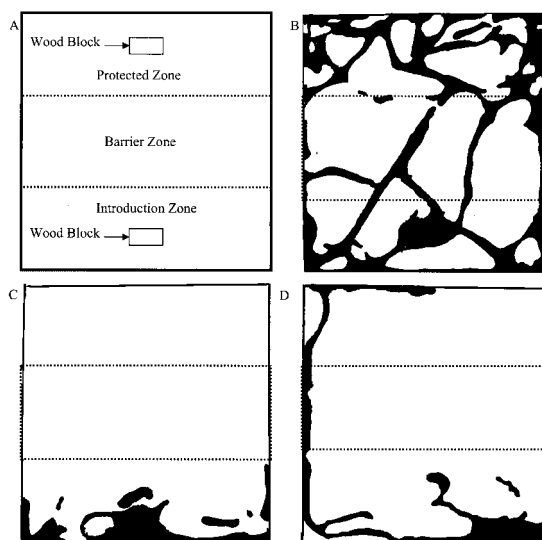 A
Wood Block
Protected Zone
Barrier Zone
Introduction Zone
Wood Block
B
C
D